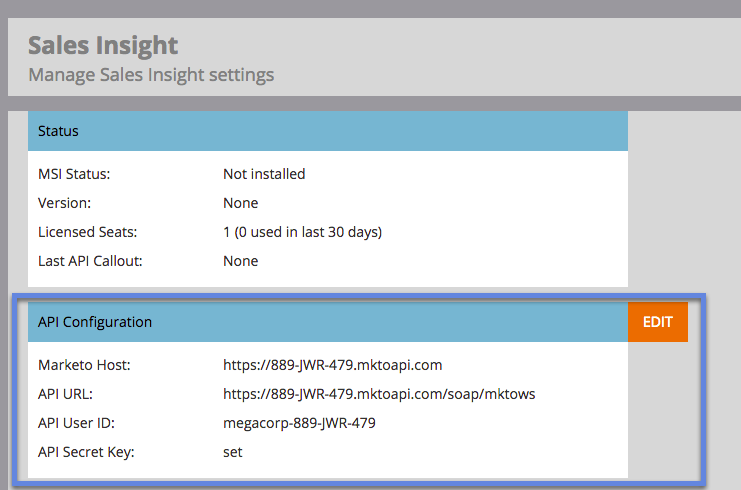 Sales Insight
Manage Sales Insight settings
Status
MSI Status: Not installed
Version: None
Licensed Seats: 1 (0 used in last 30 days)
Last API Callout: None
API Configuration EDIT
Marketo Host: https://889-JWR-479.mktoapi.com
API URL: https://889-JWR-479.mktoapi.com/soap/mktows
API User ID: megacorp-889-JWR-479
API Secret Key: set